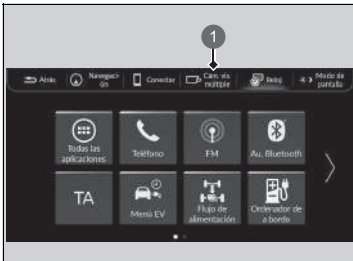 1
Atrás
Navegaci-
ón
Conectar
Cám. vis.
múltiple
Reloj
Modo de
pantalla
Todas las
aplicaciones
Teléfono
FM
Au. Bluetooth
TA
Menú EV
Flujo de
alimentación
Ordenador de
a bordo